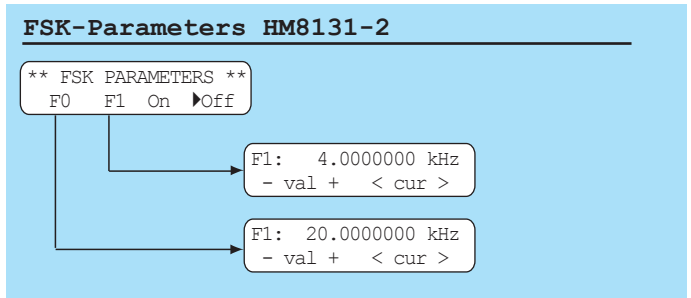 FSK-Parameters HM8131-2
** FSK PARAMETERS **
F0 F1 On ▶Off
F1: 4.0000000 kHz
- val + < cur >
F1: 20.0000000 kHz
- val + < cur >